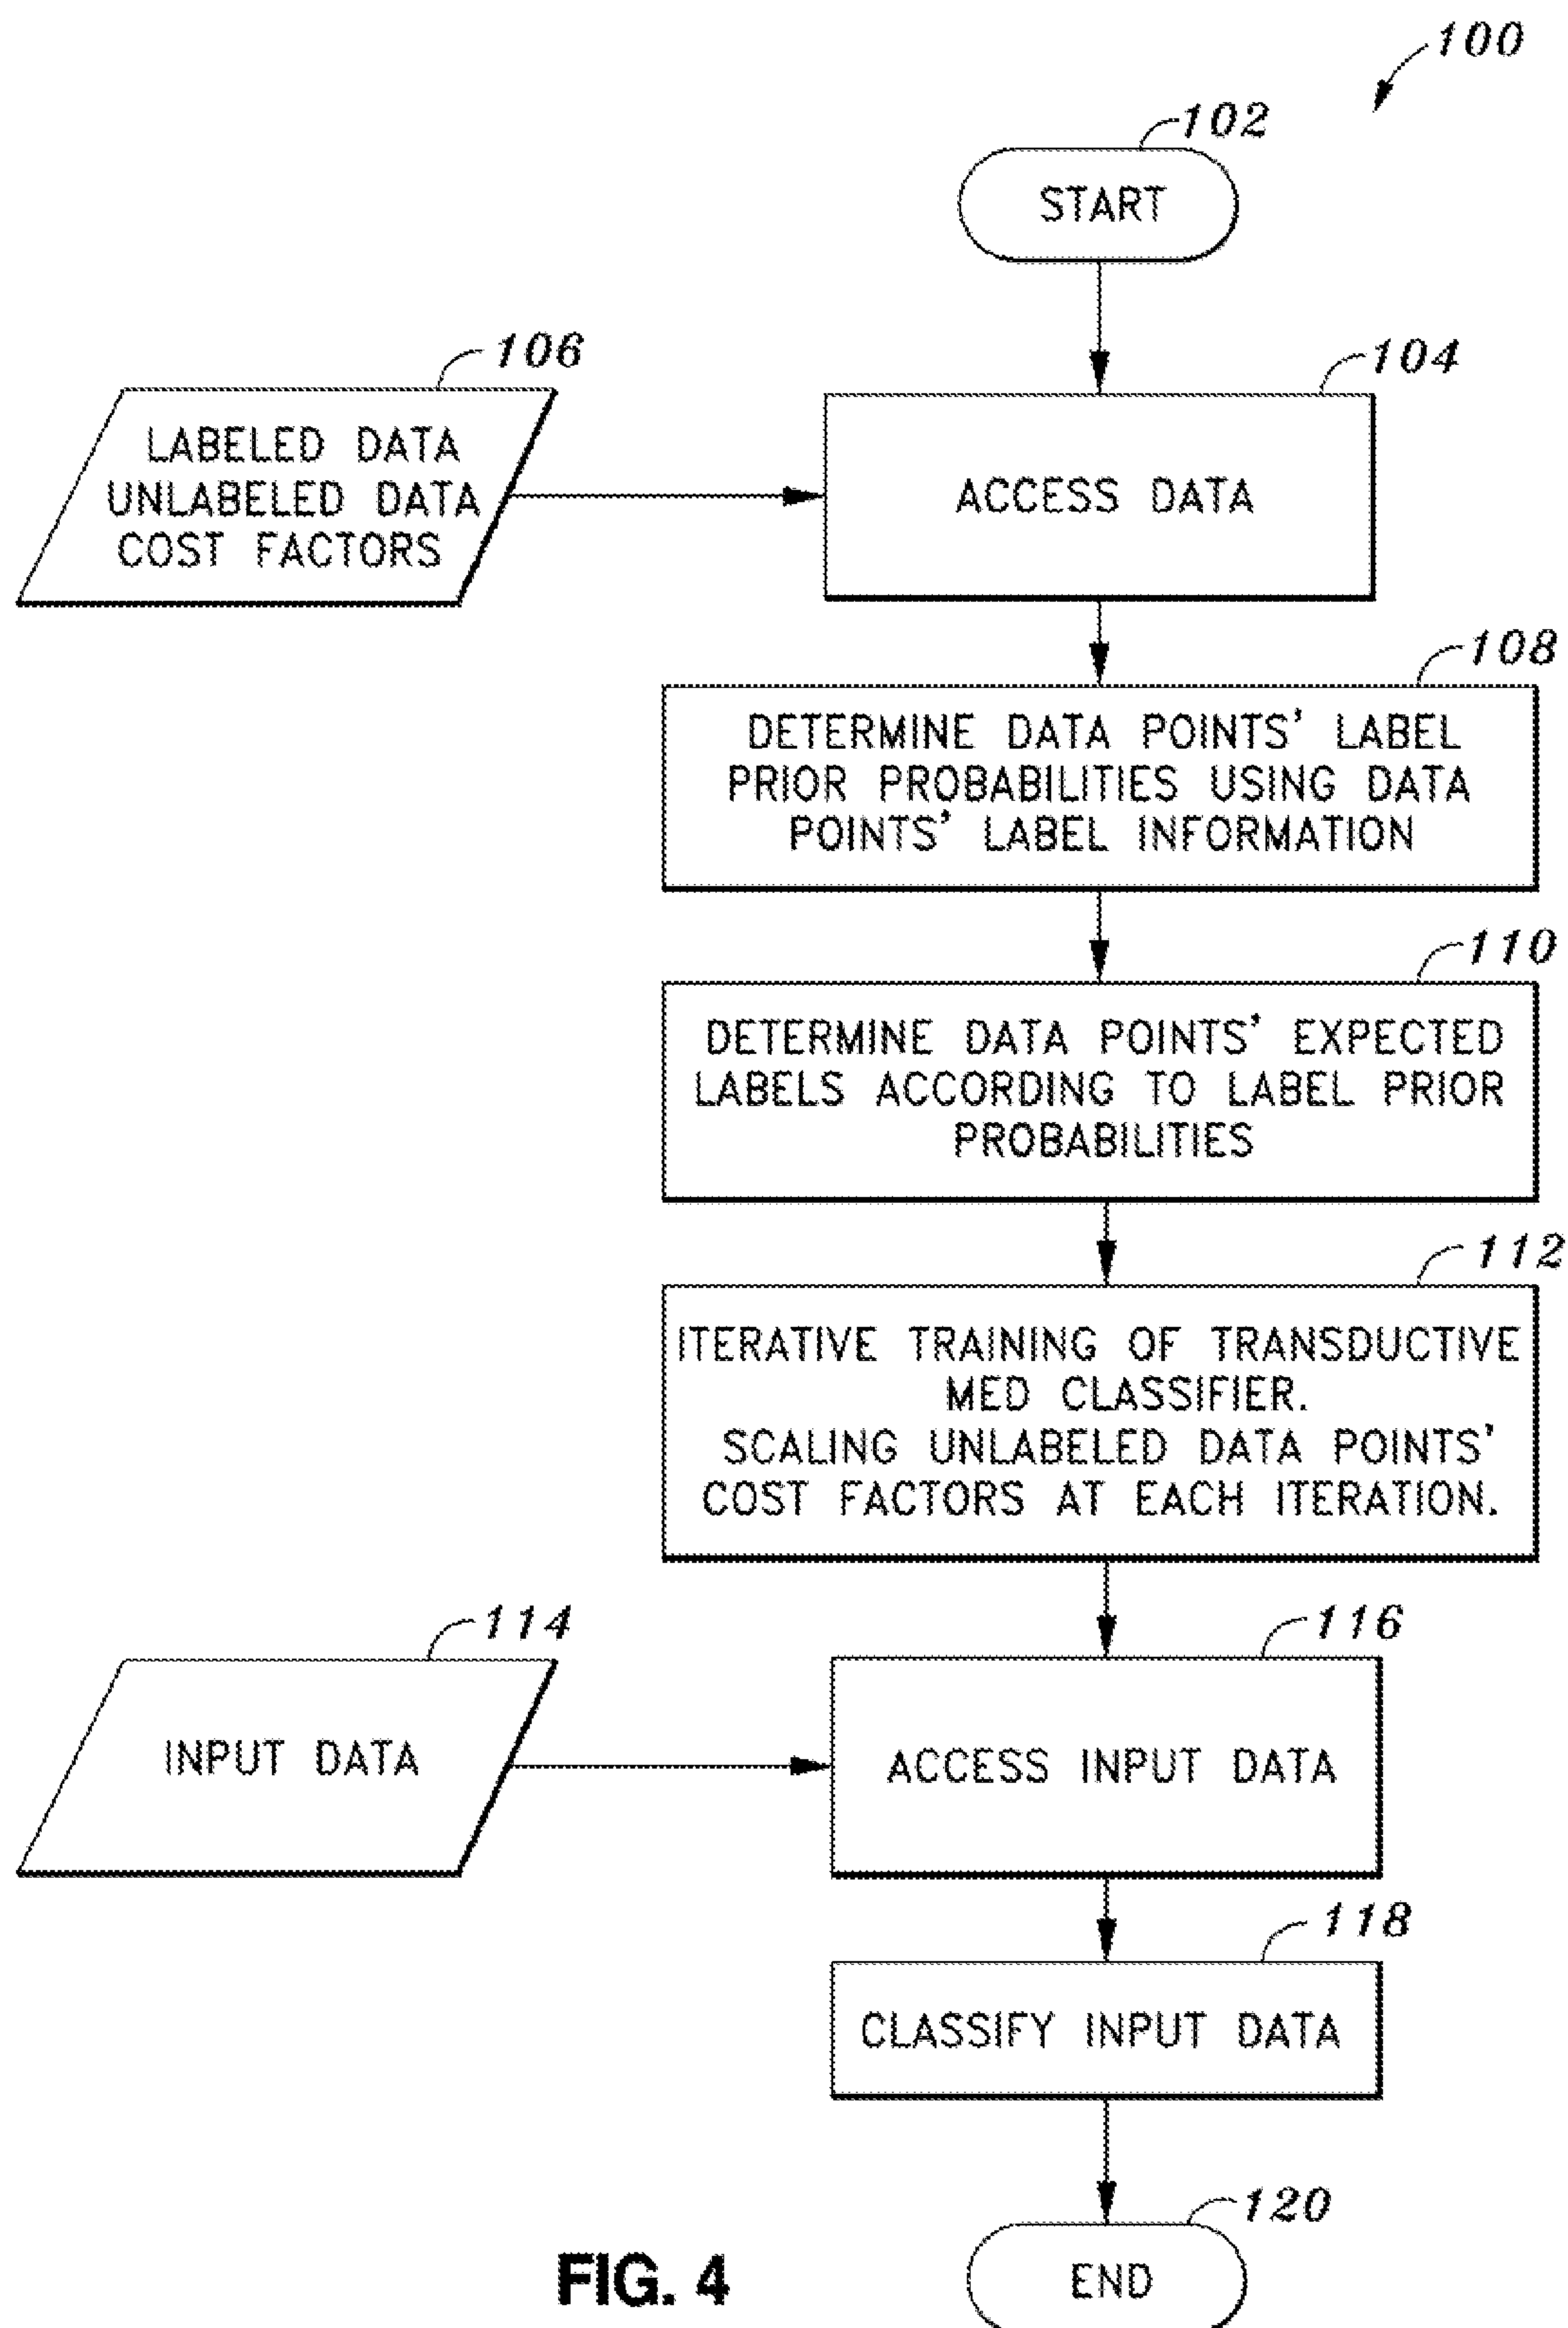 100
102
START
106
104
LABELED DATA
UNLABELED DATA
COST FACTORS
ACCESS DATA
108
DETERMINE DATA POINTS' LABEL
PRIOR PROBABILITIES USING DATA
POINTS' LABEL INFORMATION
110
DETERMINE DATA POINTS' EXPECTED
LABELS ACCORDING TO LABEL PRIOR
PROBABILITIES
112
ITERATIVE TRAINING OF TRANSDUCTIVE
MED CLASSIFIER.
SCALING UNLABELED DATA POINTS'
COST FACTORS AT EACH ITERATION.
114
116
INPUT DATA
ACCESS INPUT DATA
118
CLASSIFY INPUT DATA
120
END
FIG. 4